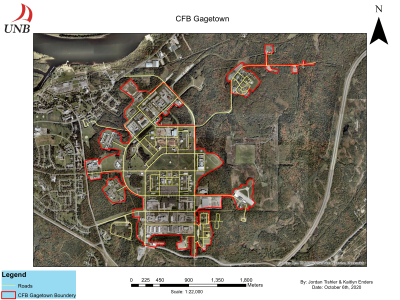 CFB Gagetown
UNB
N
Legend
Roads
CFB Gagetown Boundary
0 225 450 900 1,350 1,800
Meters
Scale: 1:22,000
By: Jordan Tishler & Kaitlyn Enders
Date: October 6th, 2020